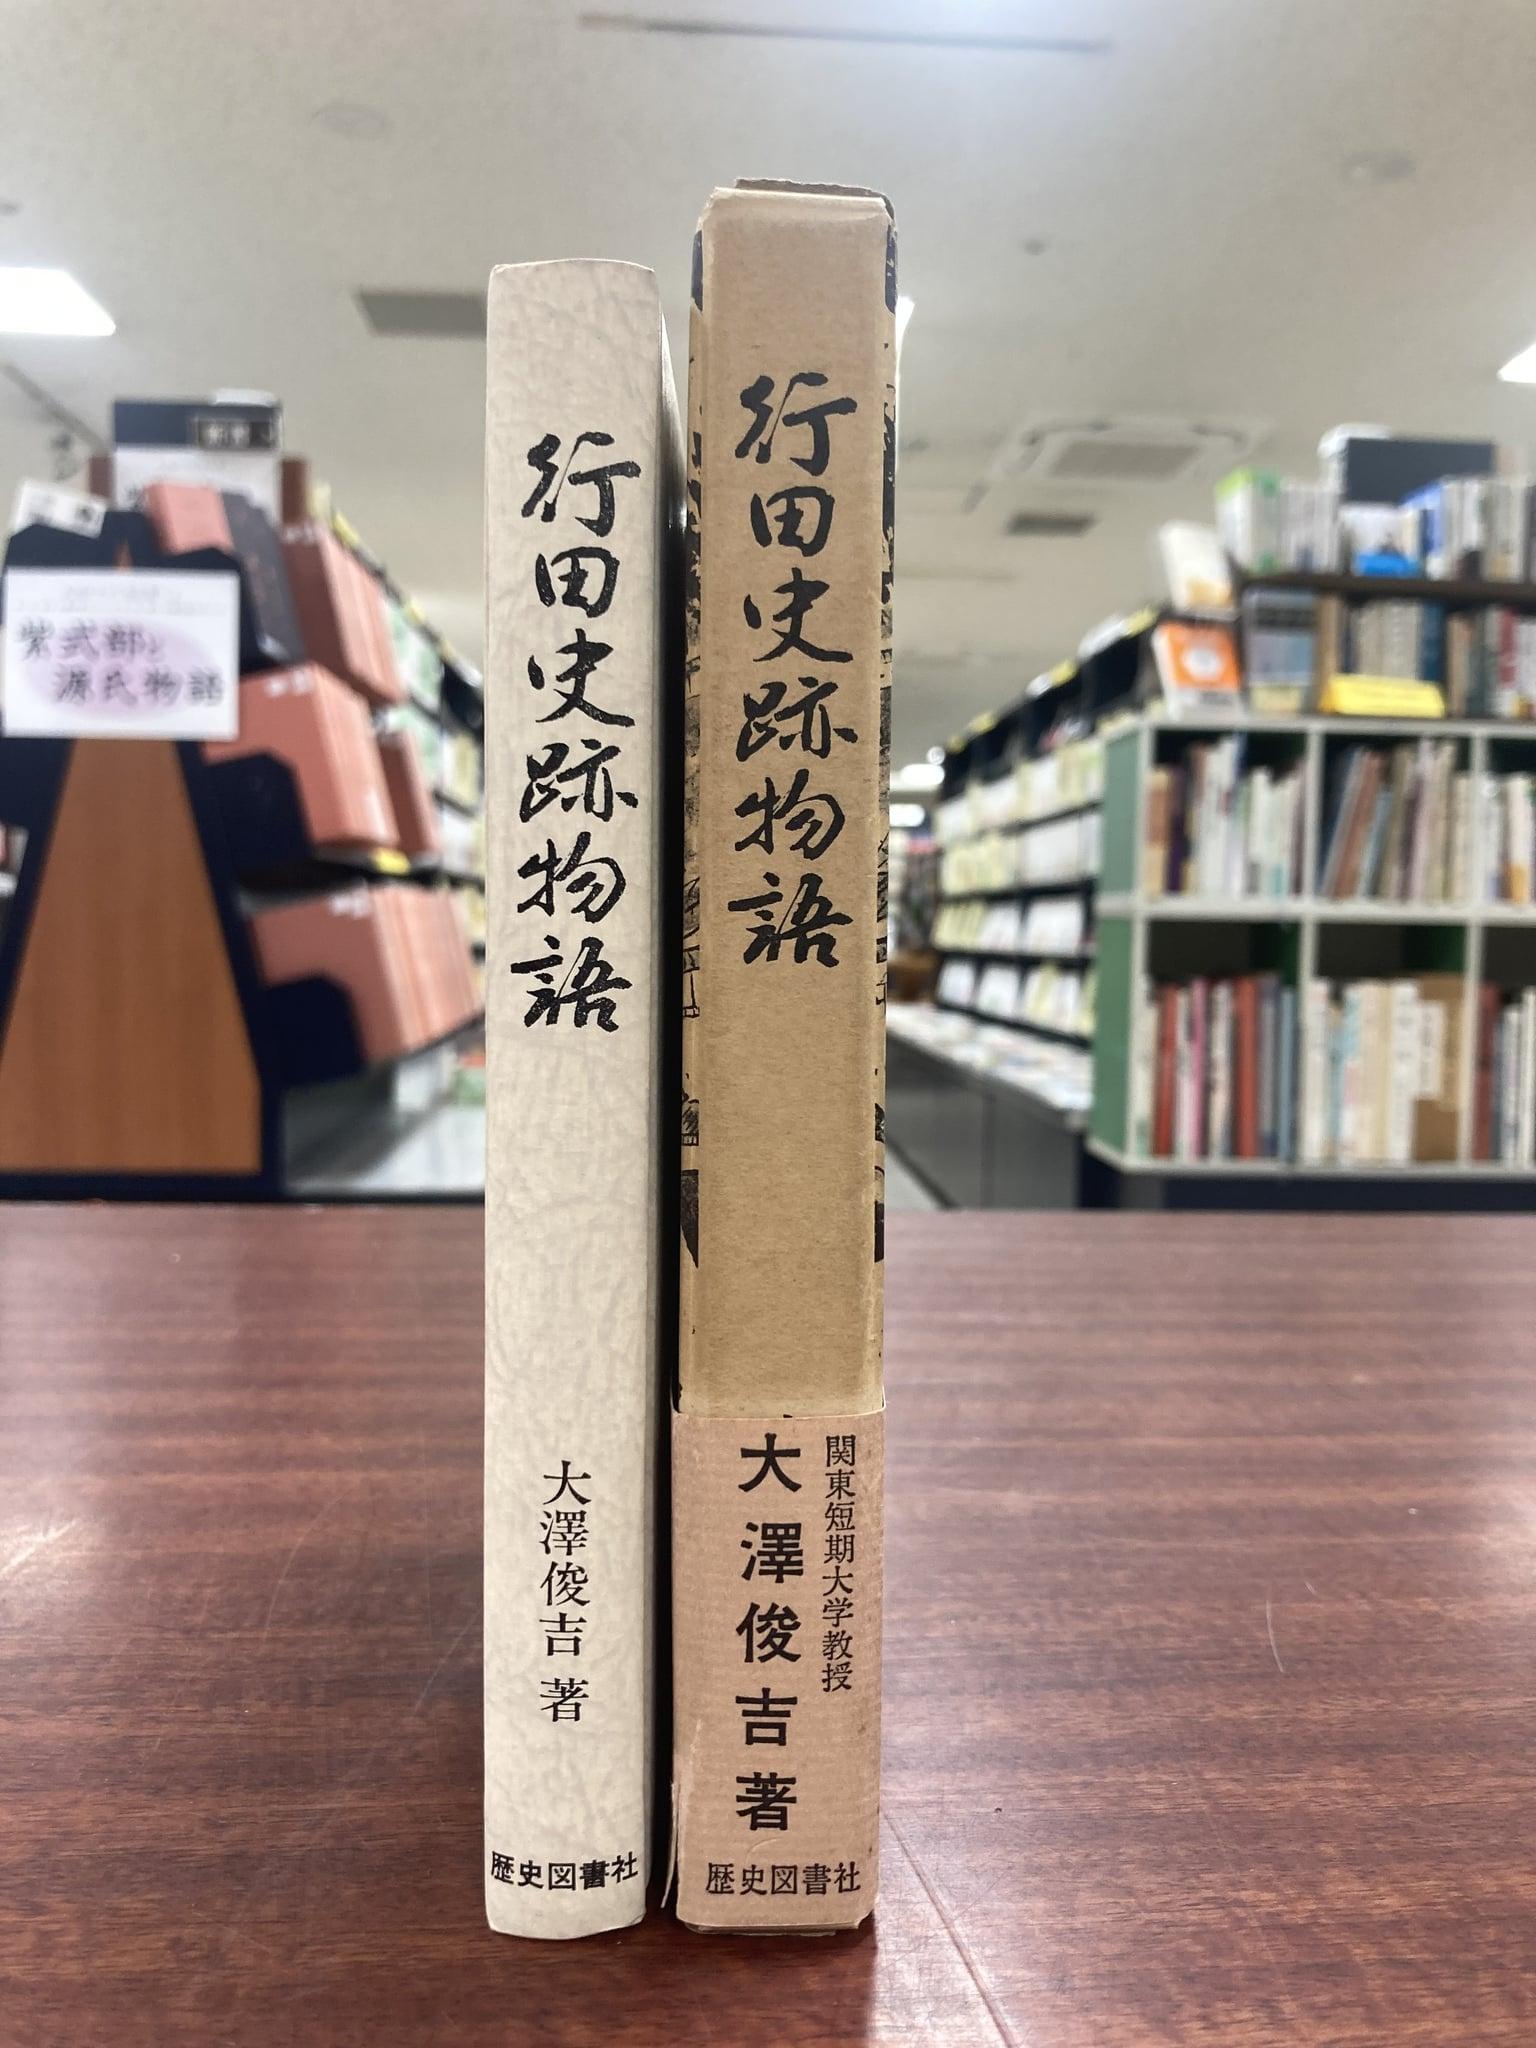 行田史跡物語
大澤俊吉 著
歴史図書社
行田史跡物語
関東短期大学教授
大澤俊吉著
歴史図書社
紫式部と
源氏物語